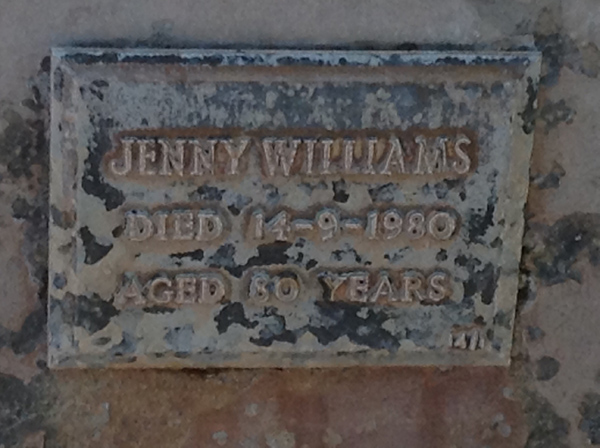 JENNY WILLIAMS
DIED 14-9-1980
AGED 80 YEARS